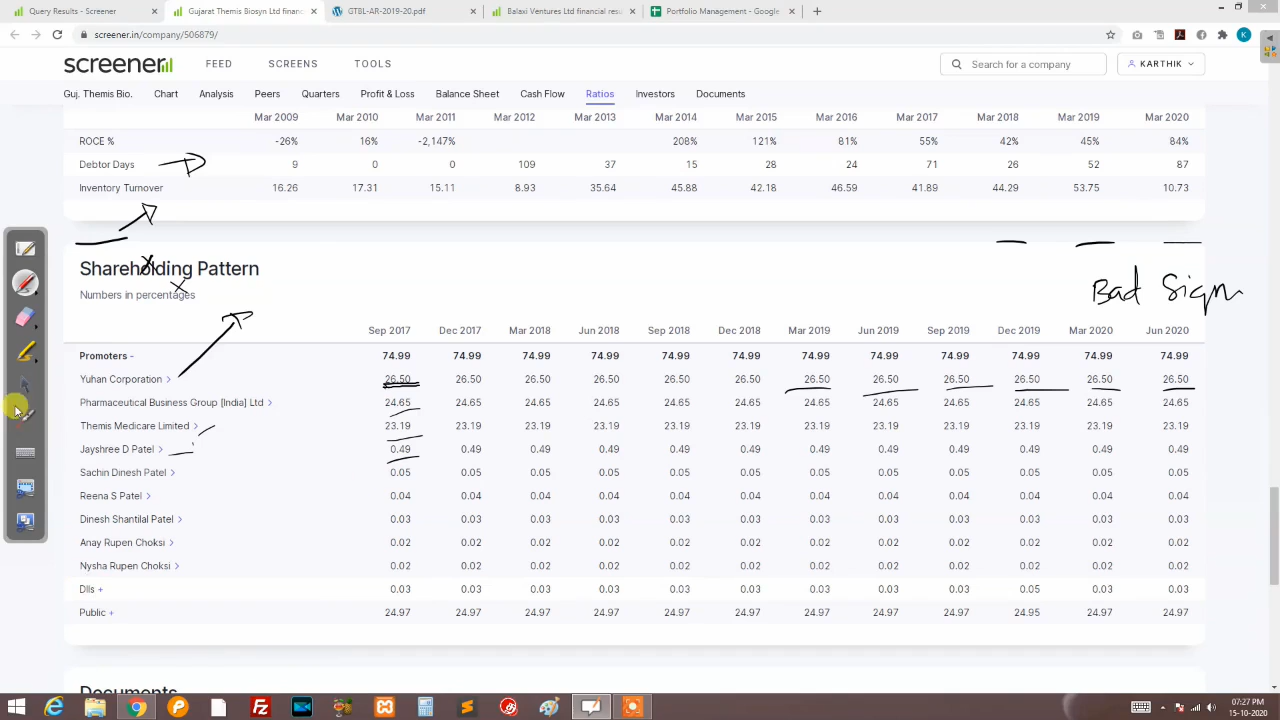 Query Results - Screener
Gujarat Themis Biosyn Ltd finan
GTBL-AR-2019-20.pdf
Balaxi Ventures Ltd financial resu
Portfolio Management - Google
screener.in/company/506879/
K
screener
FEED SCREENS TOOLS
Search for a company
KARTHIK
Guj. Themis Bio. Chart Analysis Peers Quarters Profit & Loss Balance Sheet Cash Flow Ratios Investors Documents
Mar 2009 Mar 2010 Mar 2011 Mar 2012 Mar 2013 Mar 2014 Mar 2015 Mar 2016 Mar 2017 Mar 2018 Mar 2019 Mar 2020
ROCE % -26% 16% -2,147% 208% 121% 81% 55% 42% 45% 84%
Debtor Days 9 0 0 109 37 15 28 24 71 26 52 87
Inventory Turnover 16.26 17.31 15.11 8.93 35.64 45.88 42.18 46.59 41.89 44.29 53.75 10.73
Shareholding Pattern
Numbers in percentages
Bad Sign
Sep 2017 Dec 2017 Mar 2018 Jun 2018 Sep 2018 Dec 2018 Mar 2019 Jun 2019 Sep 2019 Dec 2019 Mar 2020 Jun 2020
Promoters - 74.99 74.99 74.99 74.99 74.99 74.99 74.99 74.99 74.99 74.99 74.99 74.99
Yuhan Corporation 26.50 26.50 26.50 26.50 26.50 26.50 26.50 26.50 26.50 26.50 26.50 26.50
Pharmaceutical Business Group [India] Ltd 24.65 24.65 24.65 24.65 24.65 24.65 24.65 24.65 24.65 24.65 24.65 24.65
Themis Medicare Limited 23.19 23.19 23.19 23.19 23.19 23.19 23.19 23.19 23.19 23.19 23.19 23.19
Jayshree D Patel 0.49 0.49 0.49 0.49 0.49 0.49 0.49 0.49 0.49 0.49 0.49 0.49
Sachin Dinesh Patel 0.05 0.05 0.05 0.05 0.05 0.05 0.05 0.05 0.05 0.05 0.05 0.05
Reena S Patel 0.04 0.04 0.04 0.04 0.04 0.04 0.04 0.04 0.04 0.04 0.04 0.04
Dinesh Shantilal Patel 0.03 0.03 0.03 0.03 0.03 0.03 0.03 0.03 0.03 0.03 0.03 0.03
Anay Rupen Choksi 0.02 0.02 0.02 0.02 0.02 0.02 0.02 0.02 0.02 0.02 0.02 0.02
Nysha Rupen Choksi 0.02 0.02 0.02 0.02 0.02 0.02 0.02 0.02 0.02 0.02 0.02 0.02
DIIs + 0.03 0.03 0.03 0.03 0.03 0.03 0.03 0.03 0.03 0.05 0.03 0.03
Public + 24.97 24.97 24.97 24.97 24.97 24.97 24.97 24.97 24.97 24.95 24.97 24.97
Documents
07:27 PM
15-10-2020